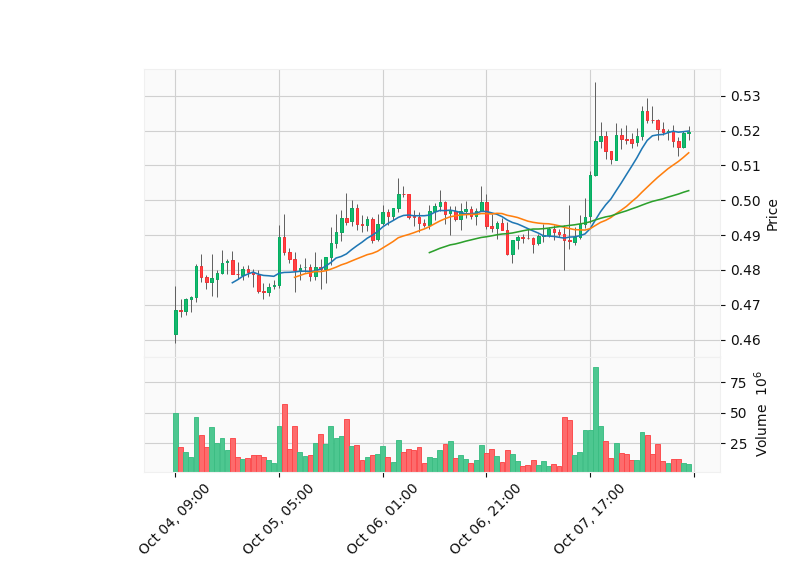 0.53
0.52
0.51
0.50
0.49
0.48
0.47
0.46
Price
75
50
25
Volume 10^6
Oct 04, 09:00
Oct 05, 05:00
Oct 06, 01:00
Oct 06, 21:00
Oct 07, 17:00